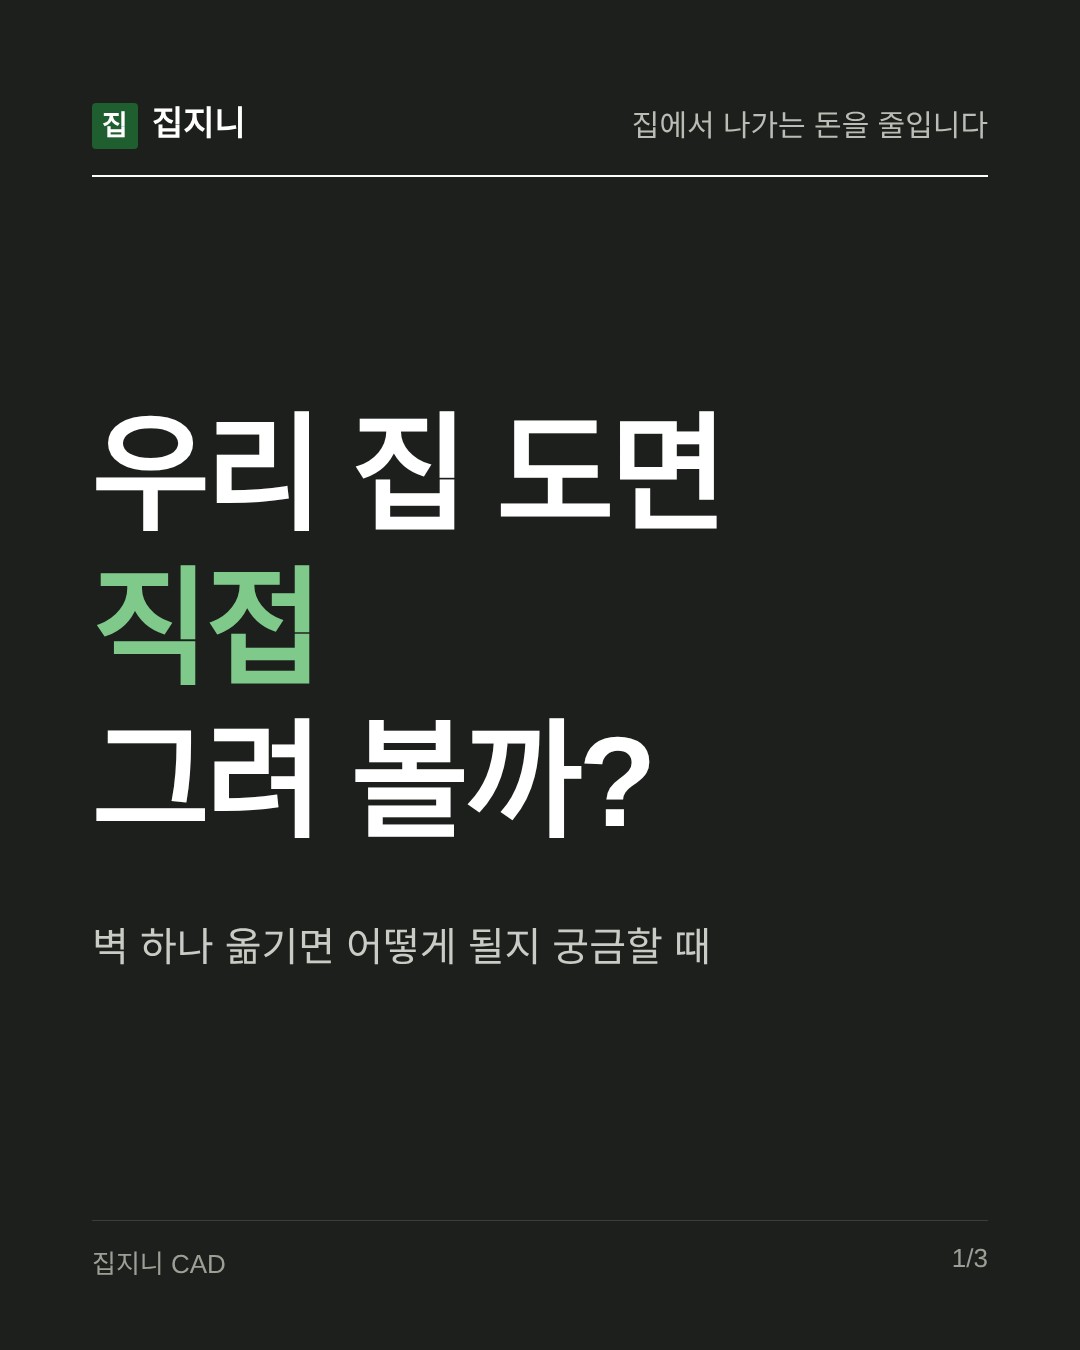 집 집지니
집에서 나가는 돈을 줄입니다
우리 집 도면
직접
그려 볼까?
벽 하나 옮기면 어떻게 될지 궁금할 때
집지니 CAD
1/3